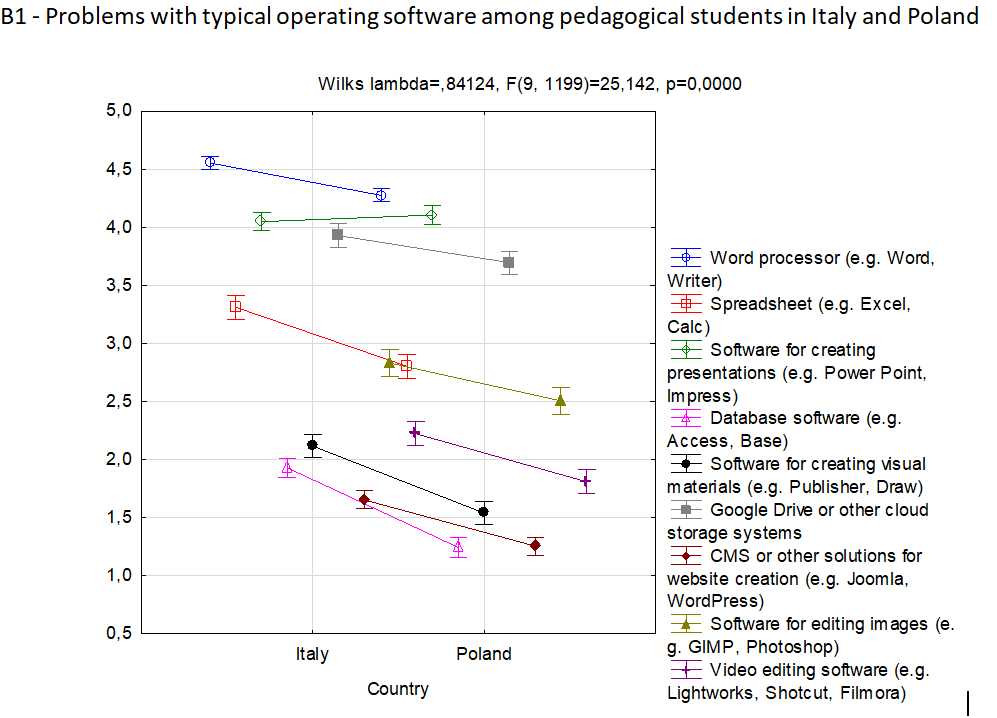 B1 - Problems with typical operating software among pedagogical students in Italy and Poland
Wilks lambda=,84124, F(9, 1199)=25,142, p=0,0000
5,0
4,5
4,0
3,5
3,0
2,5
2,0
1,5
1,0
0,5
Italy
Poland
Country
Word processor (e.g. Word,
Writer)
Spreadsheet (e.g. Excel,
Calc)
Software for creating
presentations (e.g. Power Point,
Impress)
Database software (e.g.
Access, Base)
Software for creating visual
materials (e.g. Publisher, Draw)
Google Drive or other cloud
storage systems
CMS or other solutions for
website creation (e.g. Joomla,
WordPress)
Software for editing images (e.
g. GIMP, Photoshop)
Video editing software (e.g.
Lightworks, Shotcut, Filmora)